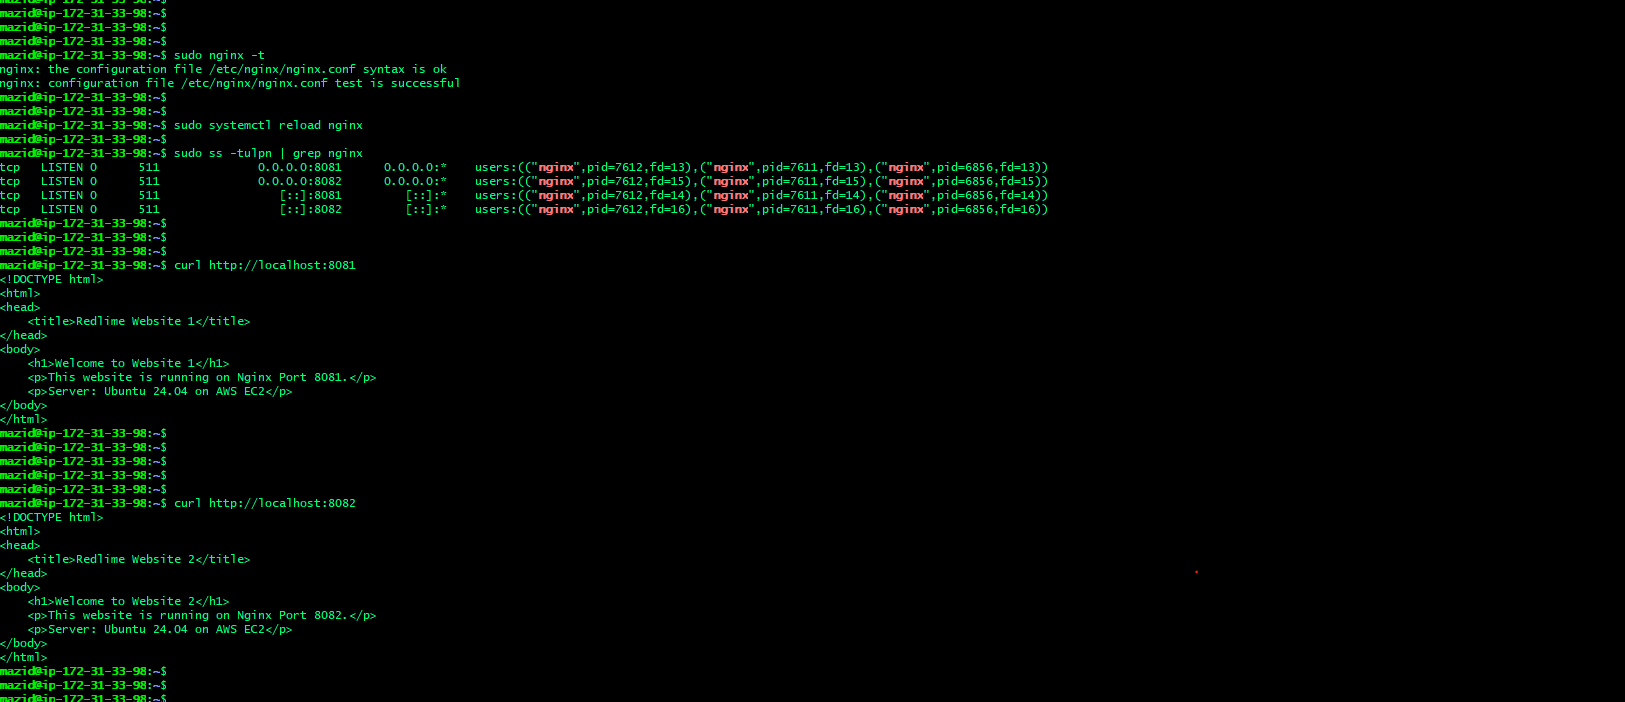 mazid@ip-172-31-33-98:~$
mazid@ip-172-31-33-98:~$
mazid@ip-172-31-33-98:~$
mazid@ip-172-31-33-98:~$
mazid@ip-172-31-33-98:~$ sudo nginx -t
nginx: the configuration file /etc/nginx/nginx.conf syntax is ok
nginx: configuration file /etc/nginx/nginx.conf test is successful
mazid@ip-172-31-33-98:~$
mazid@ip-172-31-33-98:~$
mazid@ip-172-31-33-98:~$ sudo systemctl reload nginx
mazid@ip-172-31-33-98:~$
mazid@ip-172-31-33-98:~$ sudo ss -tulpn | grep nginx
tcp   LISTEN 0      511              0.0.0.0:8081      0.0.0.0:*    users:(("nginx",pid=7612,fd=13),("nginx",pid=7611,fd=13),("nginx",pid=6856,fd=13))
tcp   LISTEN 0      511              0.0.0.0:8082      0.0.0.0:*    users:(("nginx",pid=7612,fd=15),("nginx",pid=7611,fd=15),("nginx",pid=6856,fd=15))
tcp   LISTEN 0      511                 [::]:8081         [::]:*    users:(("nginx",pid=7612,fd=14),("nginx",pid=7611,fd=14),("nginx",pid=6856,fd=14))
tcp   LISTEN 0      511                 [::]:8082         [::]:*    users:(("nginx",pid=7612,fd=16),("nginx",pid=7611,fd=16),("nginx",pid=6856,fd=16))
mazid@ip-172-31-33-98:~$
mazid@ip-172-31-33-98:~$
mazid@ip-172-31-33-98:~$
mazid@ip-172-31-33-98:~$ curl http://localhost:8081
<!DOCTYPE html>
<html>
<head>
    <title>Redlime Website 1</title>
</head>
<body>
    <h1>Welcome to Website 1</h1>
    <p>This website is running on Nginx Port 8081.</p>
    <p>Server: Ubuntu 24.04 on AWS EC2</p>
</body>
</html>
mazid@ip-172-31-33-98:~$
mazid@ip-172-31-33-98:~$
mazid@ip-172-31-33-98:~$
mazid@ip-172-31-33-98:~$
mazid@ip-172-31-33-98:~$
mazid@ip-172-31-33-98:~$ curl http://localhost:8082
<!DOCTYPE html>
<html>
<head>
    <title>Redlime Website 2</title>
</head>
<body>
    <h1>Welcome to Website 2</h1>
    <p>This website is running on Nginx Port 8082.</p>
    <p>Server: Ubuntu 24.04 on AWS EC2</p>
</body>
</html>
mazid@ip-172-31-33-98:~$
mazid@ip-172-31-33-98:~$
mazid@ip-172-31-33-98:~$